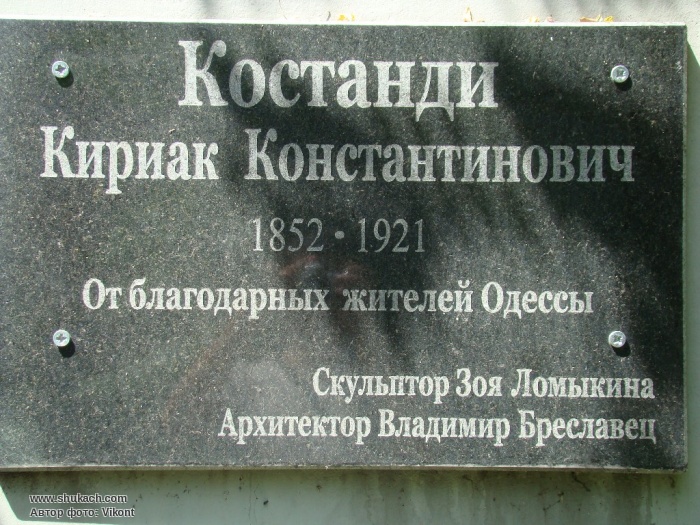 Костанди
Кириак Константинович
1852 · 1921
От благодарных жителей Одессы
Скульптор Зоя Ломыкина
Архитектор Владимир Бреславец
www.shukach.com
Автор фото: Vikont